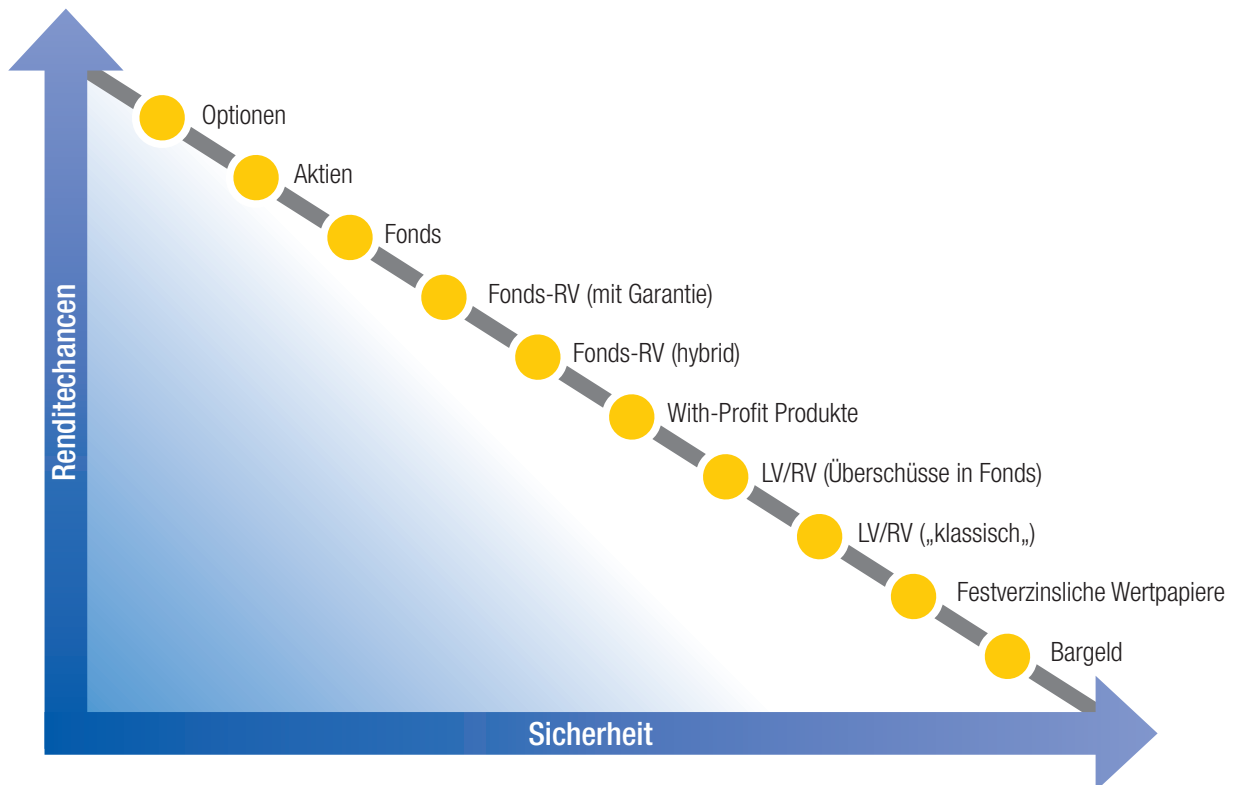 Optionen
Aktien
Fonds
Fonds-RV (mit Garantie)
Fonds-RV (hybrid)
With-Profit Produkte
LV/RV (Überschüsse in Fonds)
LV/RV („klassisch„)
Festverzinsliche Wertpapiere
Bargeld
Renditechancen
Sicherheit